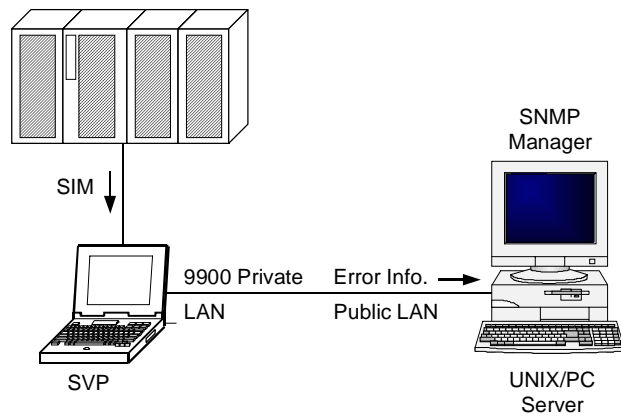 SIM
SNMP
Manager
9900 Private
LAN
Error Info.
Public LAN
SVP
UNIX/PC
Server